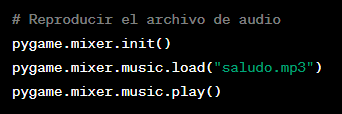 # Reproducir el archivo de audio
pygame.mixer.init()
pygame.mixer.music.load("saludo.mp3")
pygame.mixer.music.play()